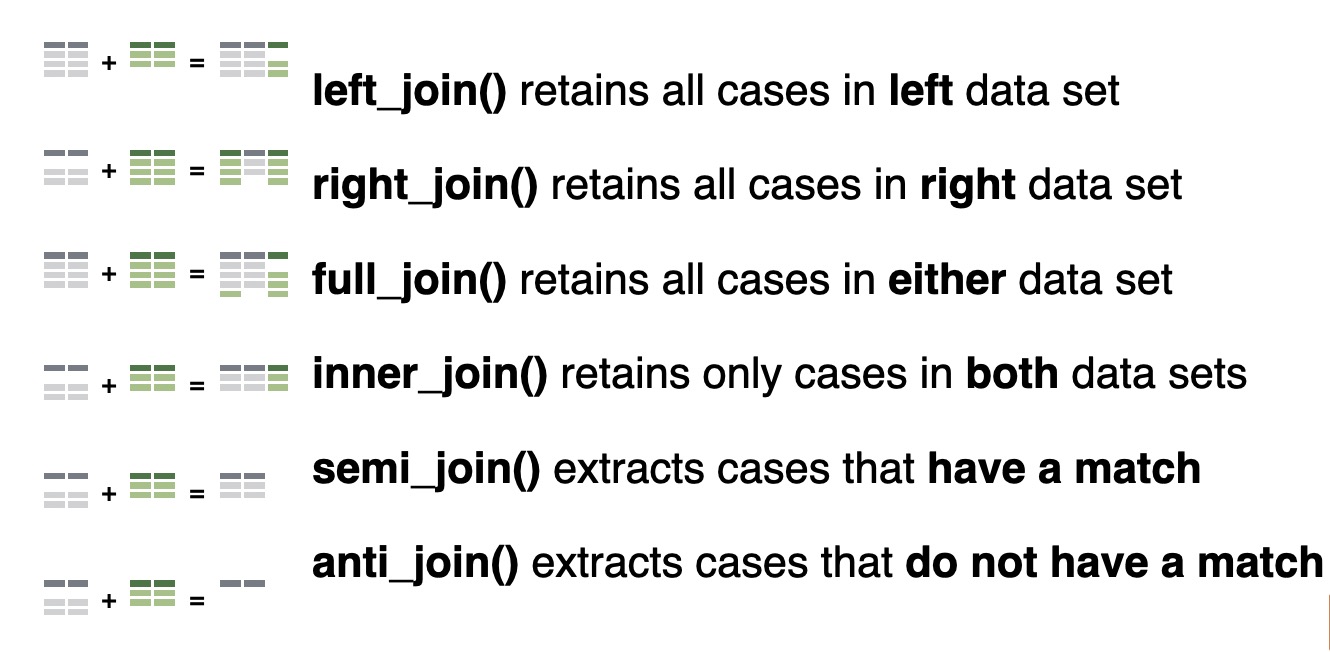 + = left_join() retains all cases in left data set
+ = right_join() retains all cases in right data set
+ = full_join() retains all cases in either data set
+ = inner_join() retains only cases in both data sets
+ = semi_join() extracts cases that have a match
+ = anti_join() extracts cases that do not have a match